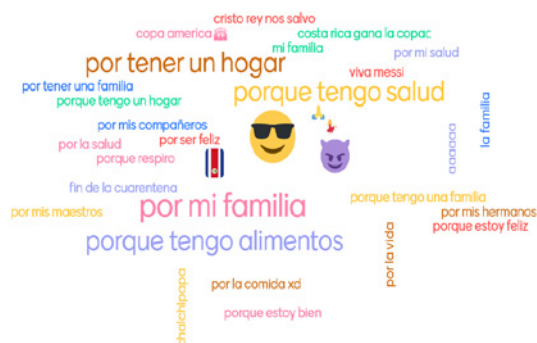 cristo rey nos salvo
copa america
costa rica gana la copac
mi familia
por mi salud
por tener un hogar
viva messi
por tener una familia
porque tengo salud
porque tengo un hogar
la familia
por mis compañeros
por ser feliz
por la salud
porque respiro
aaaaaa
fin de la cuarentena
por mi familia
porque tengo una familia
por mis maestros
por mis hermanos
porque estoy feliz
porque tengo alimentos
por la vida
por la comida xd
porque estoy bien